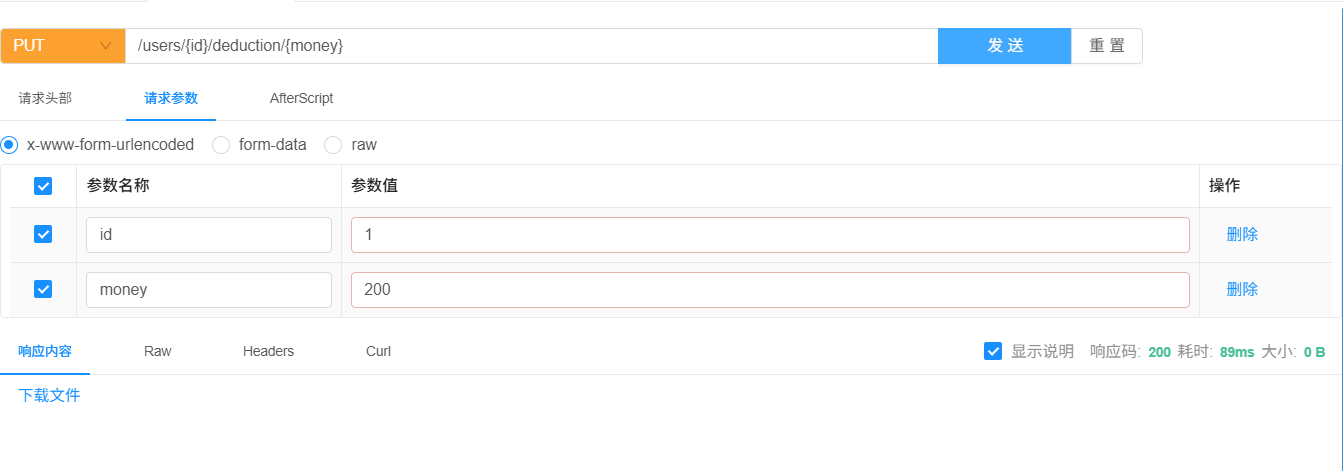 PUT /users/{id}/deduction/{money} 发 送 重 置
请求头部 请求参数 AfterScript
x-www-form-urlencoded form-data raw
参数名称 参数值 操作
id 1 删除
money 200 删除
响应内容 Raw Headers Curl 显示说明 响应码: 200 耗时: 89ms 大小: 0 B
下载文件